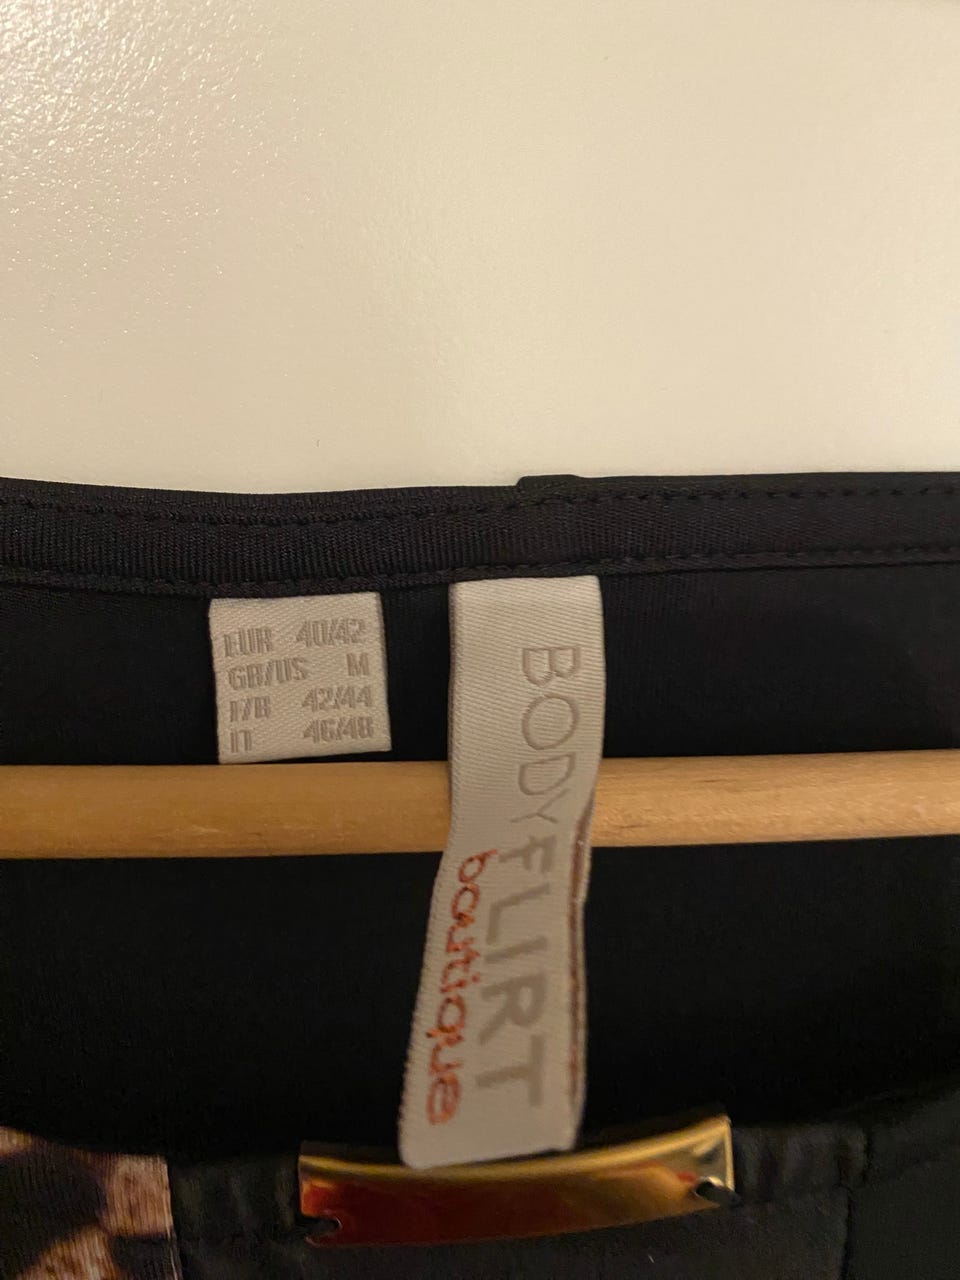 EUR 40/42
GB/US M
I/B 42/44
IT 46/48
BODYFLIRT
boutique